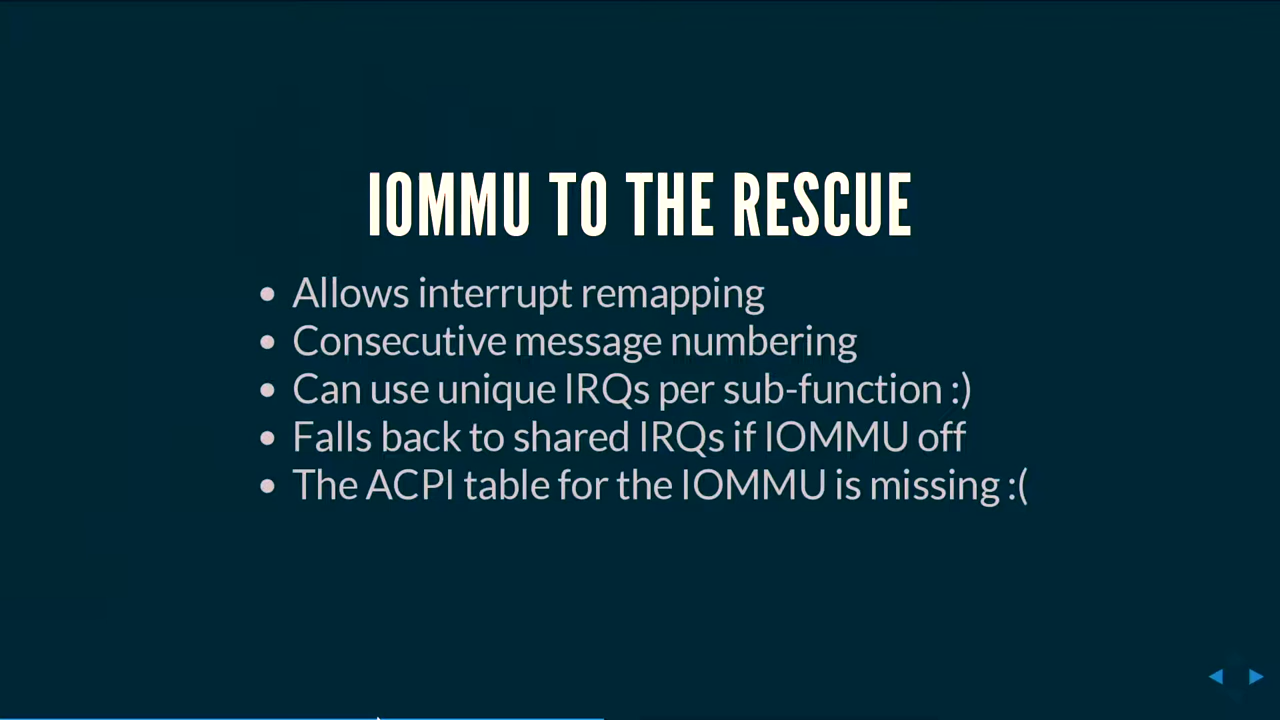 IOMMU TO THE RESCUE
• Allows interrupt remapping
• Consecutive message numbering
• Can use unique IRQs per sub-function :)
• Falls back to shared IRQs if IOMMU off
• The ACPI table for the IOMMU is missing :(